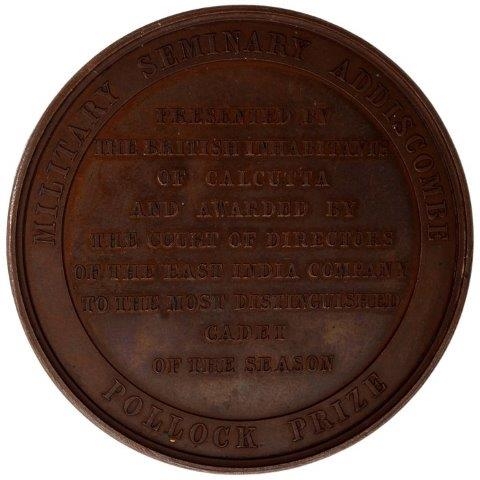 MILITARY SEMINARY ADDISCOMBE
PRESENTED BY
THE BRITISH INHABITANTS
OF CALCUTTA
AND AWARDED BY
THE COURT OF DIRECTORS
OF THE EAST INDIA COMPANY
TO THE MOST DISTINGUISHED
CADET
OF THE SEASON
POLLOCK PRIZE